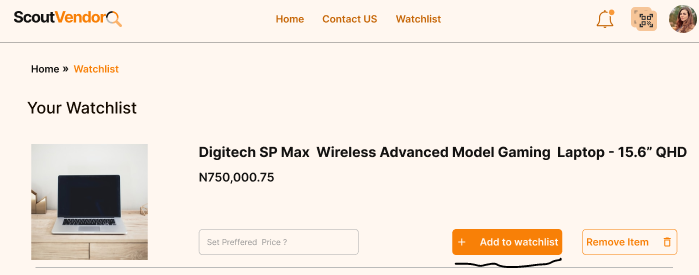 ScoutVendor
Home Contact US Watchlist
Home » Watchlist
Your Watchlist
Digitech SP Max Wireless Advanced Model Gaming Laptop - 15.6” QHD
N750,000.75
Set Preffered Price ?
+ Add to watchlist
Remove Item